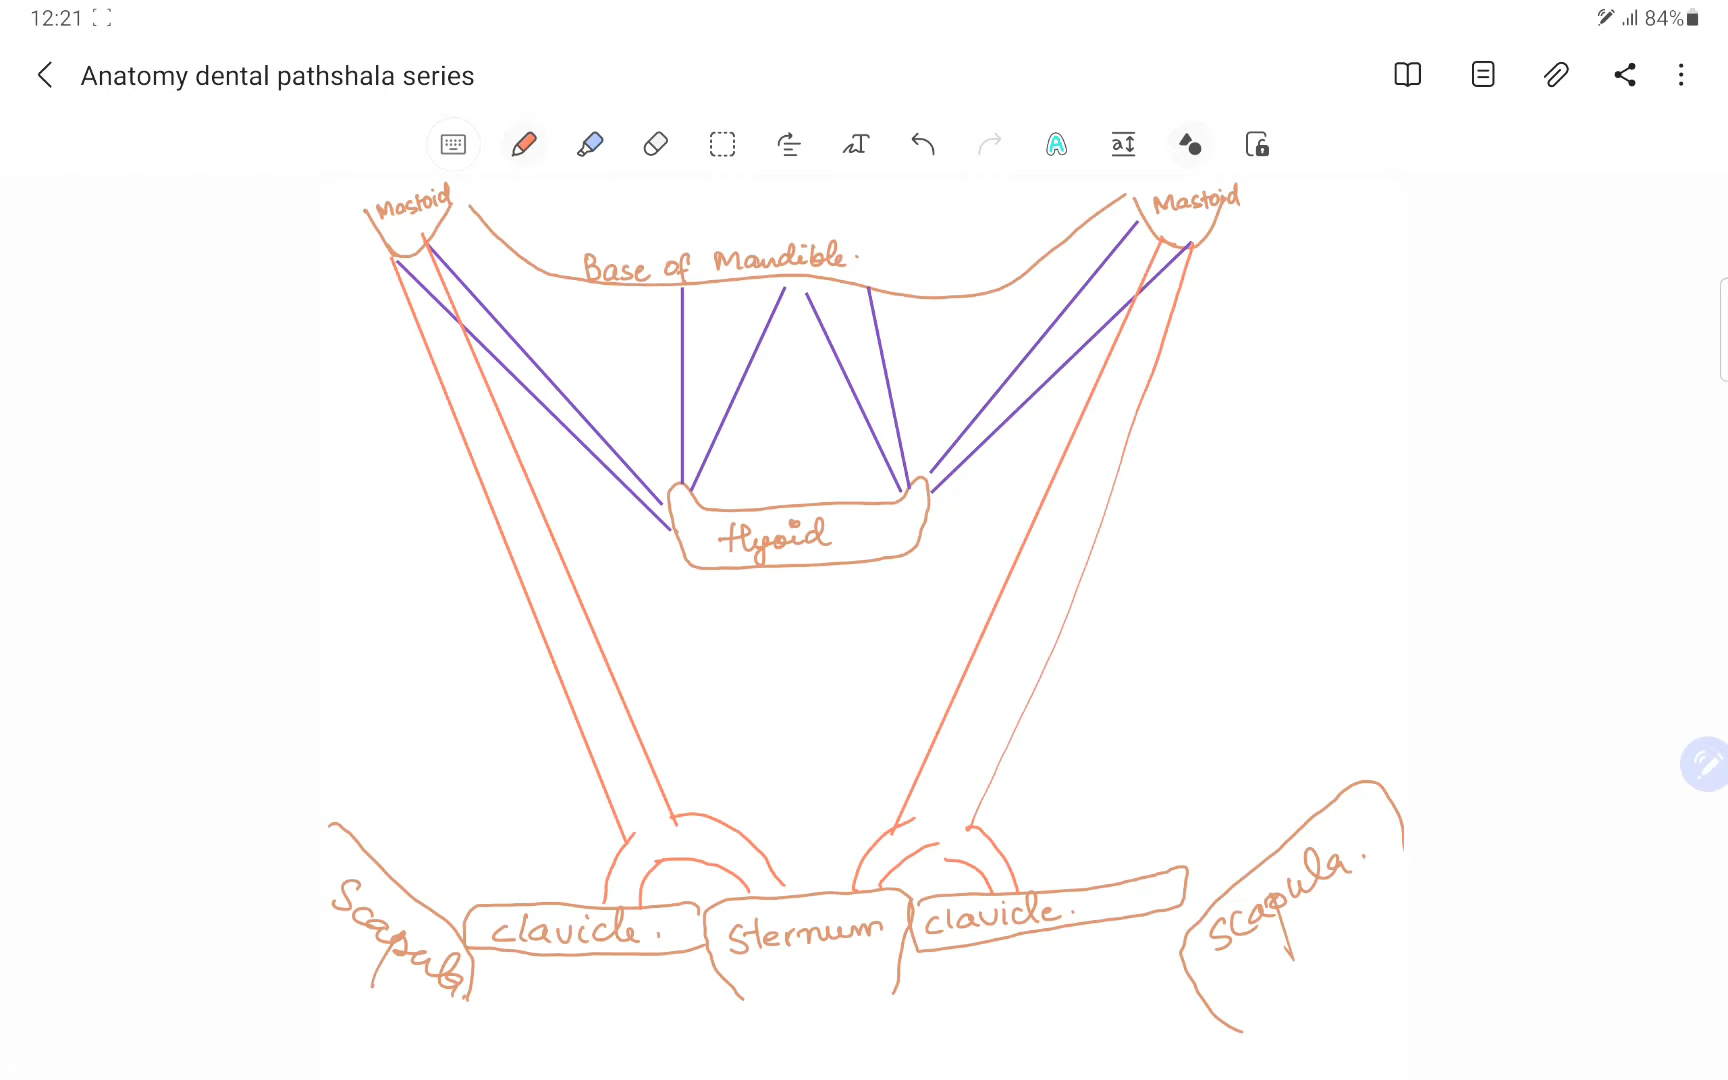 12:21
84%
Anatomy dental pathshala series
Mastoid
Mastoid
Base of Mandible.
Hyoid
Scapula.
clavicle.
Sternum
clavicle.
Scapula.